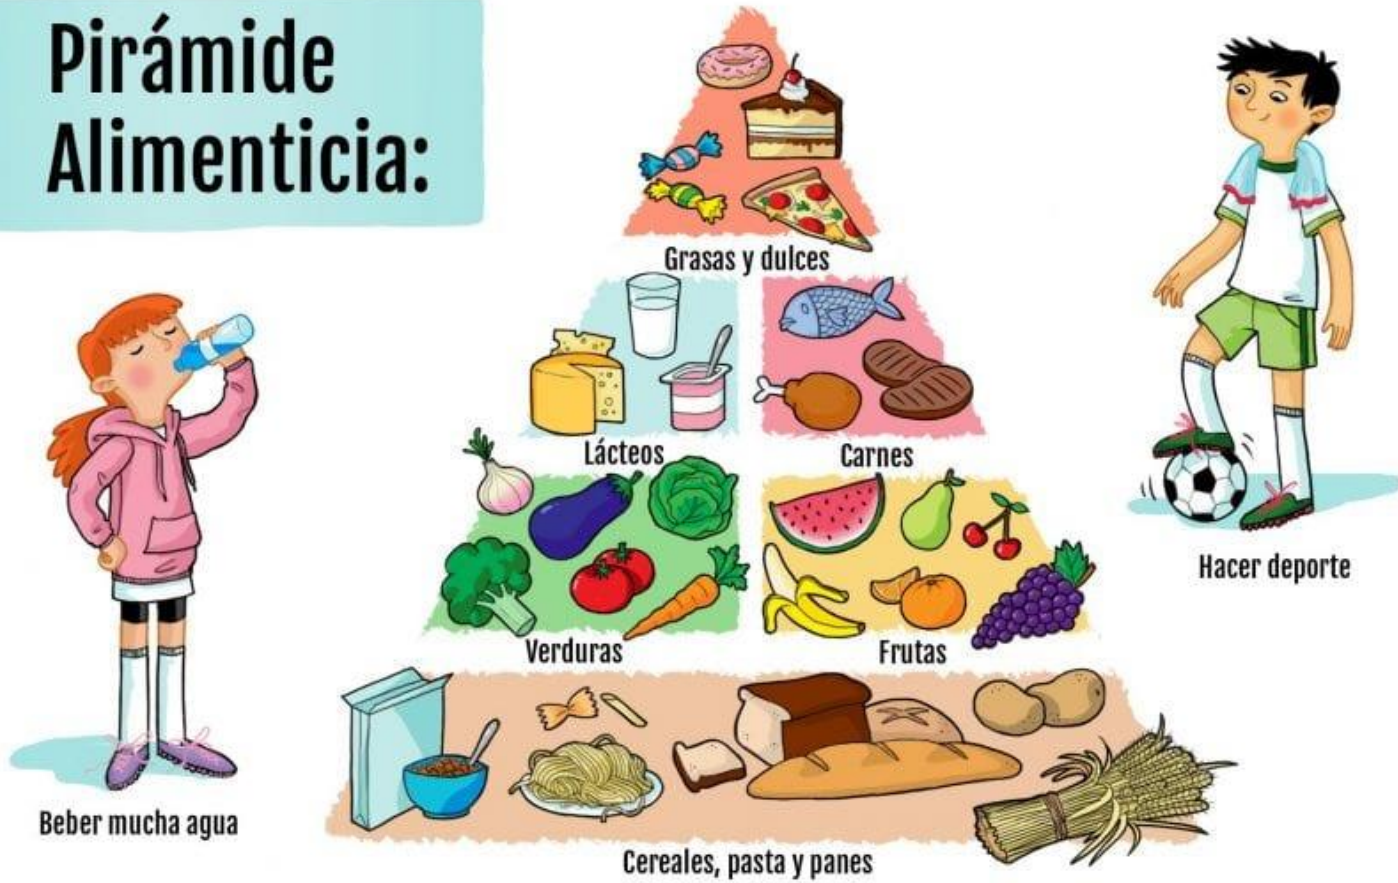 Pirámide
Alimenticia:
Grasas y dulces
Lácteos
Carnes
Verduras
Frutas
Cereales, pasta y panes
Beber mucha agua
Hacer deporte